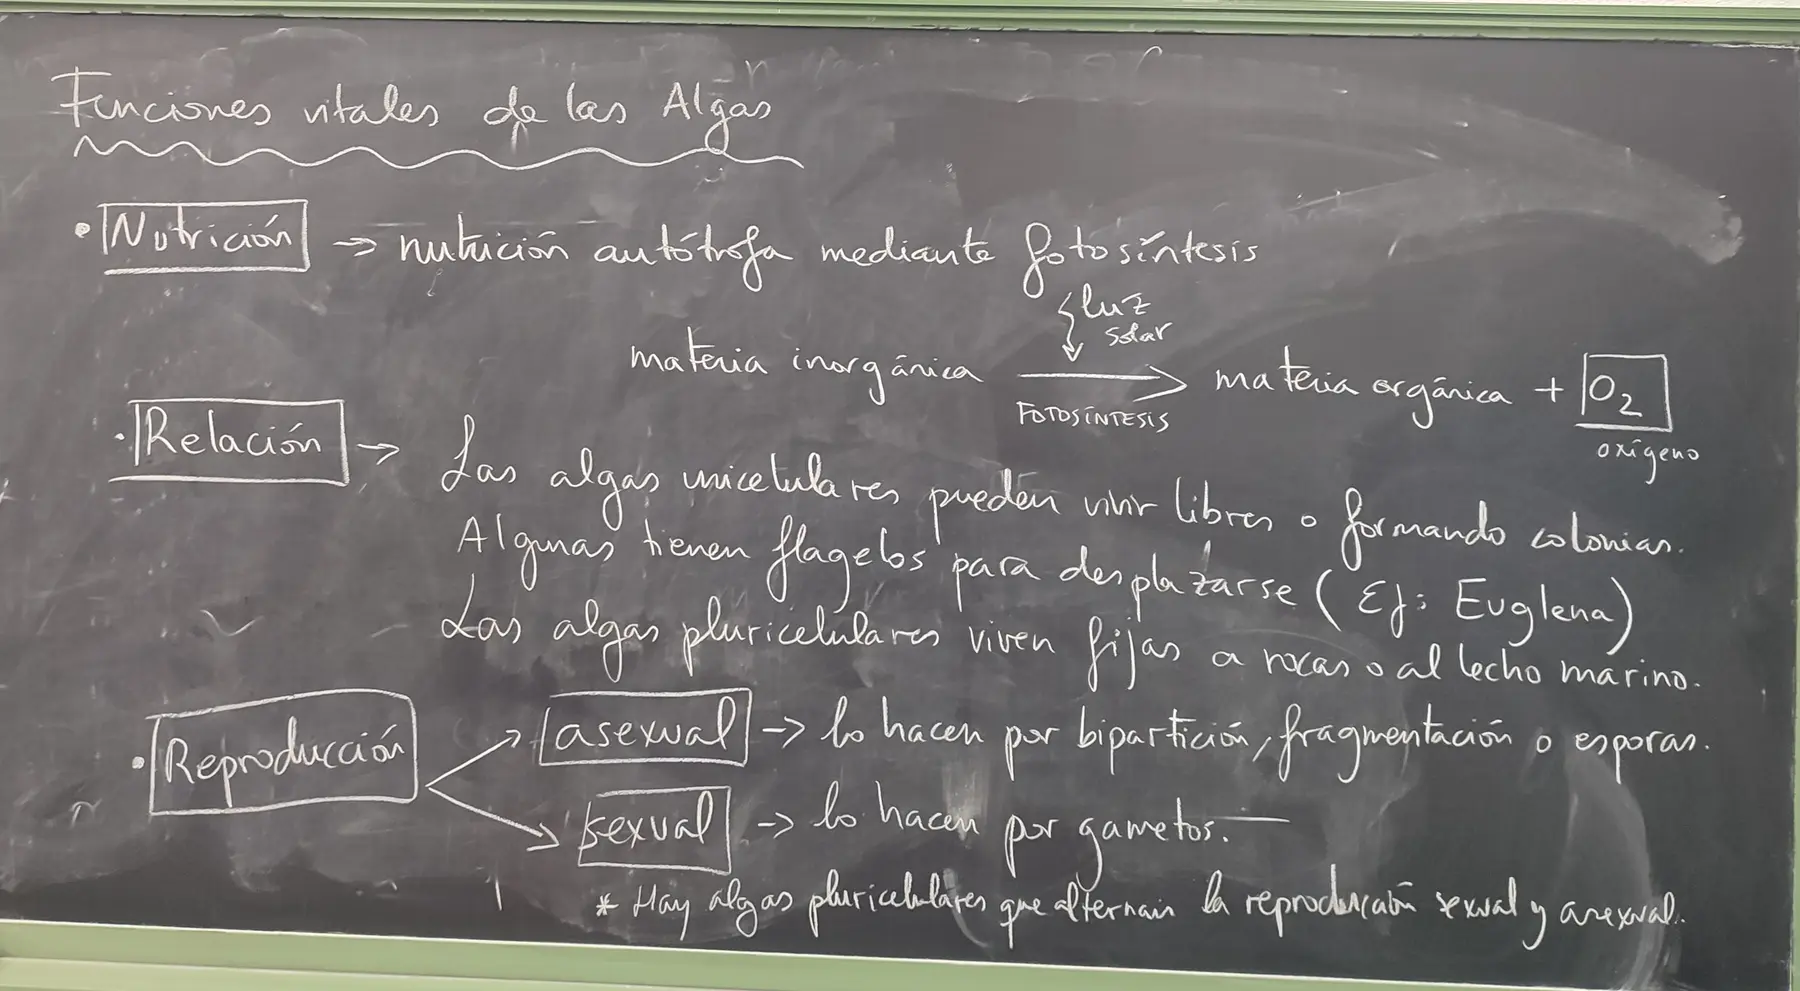 Funciones vitales de las Algas
• Nutrición → nutrición autótrofa mediante fotosíntesis
luz
solar
materia inorgánica → materia orgánica + O₂
FOTOSÍNTESIS
oxígeno
• Relación → Las algas unicelulares pueden vivir libres o formando colonias.
Algunas tienen flagelos para desplazarse (Ej: Euglena)
Las algas pluricelulares viven fijas a rocas o al lecho marino.
• Reproducción → asexual → lo hacen por bipartición, fragmentación o esporas.
→ sexual → lo hacen por gametos.
* Hay algas pluricelulares que alternan la reproducción sexual y asexual.